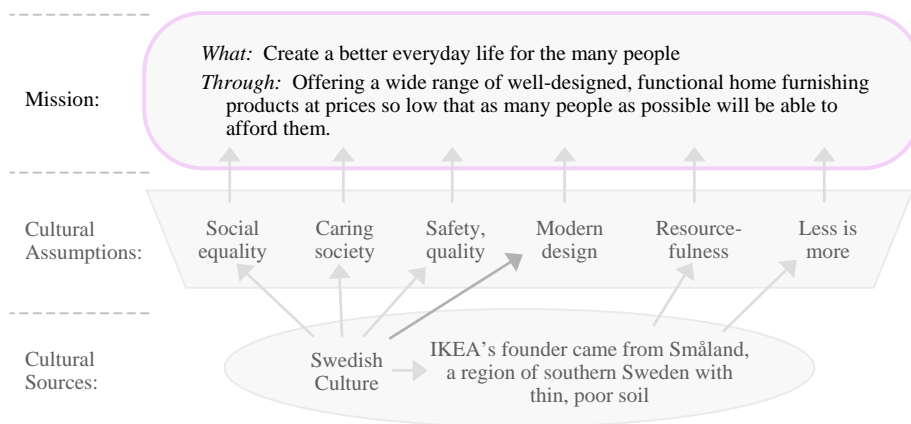 What: Create a better everyday life for the many people
Through: Offering a wide range of well-designed, functional home furnishing
products at prices so low that as many people as possible will be able to
afford them.
Mission:
Cultural
Assumptions:
Social
equality
Caring
society
Safety,
quality
Modern
design
Resource-
fulness
Less is
more
Cultural
Sources:
Swedish
Culture
IKEA’s founder came from Småland,
a region of southern Sweden with
thin, poor soil